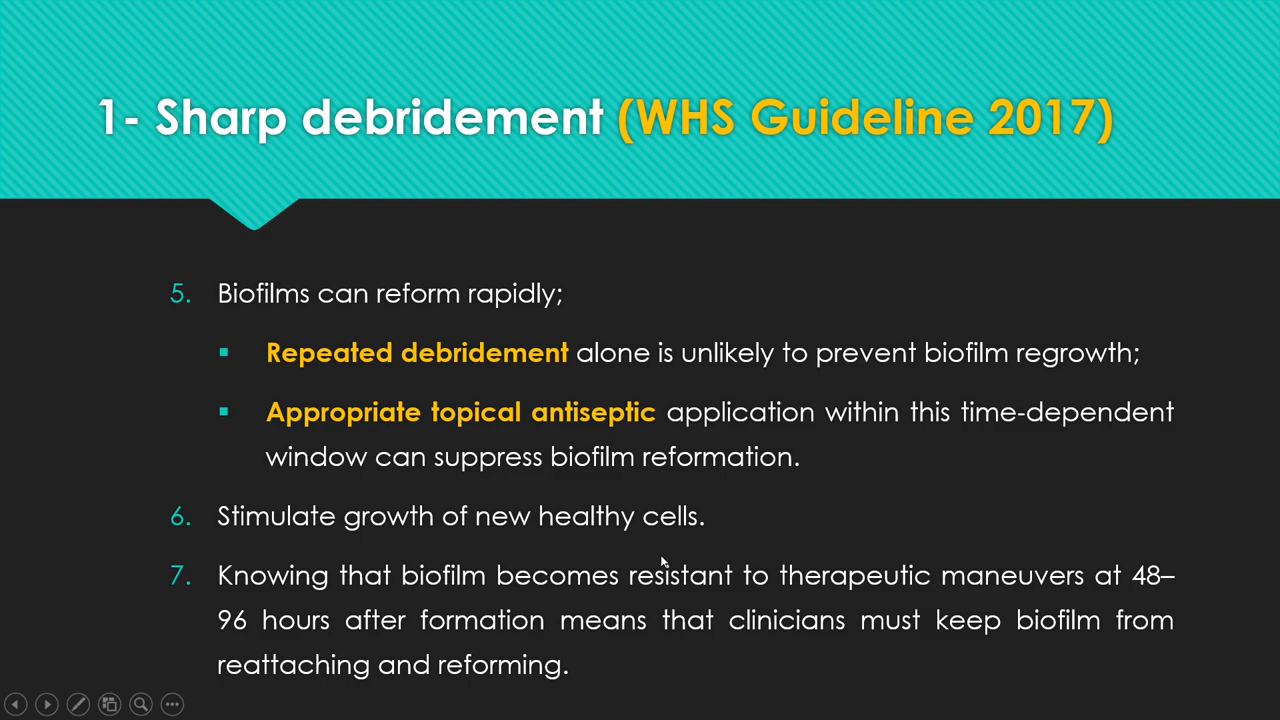 1- Sharp debridement (WHS Guideline 2017)
5. Biofilms can reform rapidly;
▪ Repeated debridement alone is unlikely to prevent biofilm regrowth;
▪ Appropriate topical antiseptic application within this time-dependent
window can suppress biofilm reformation.
6. Stimulate growth of new healthy cells.
7. Knowing that biofilm becomes resistant to therapeutic maneuvers at 48–
96 hours after formation means that clinicians must keep biofilm from
reattaching and reforming.